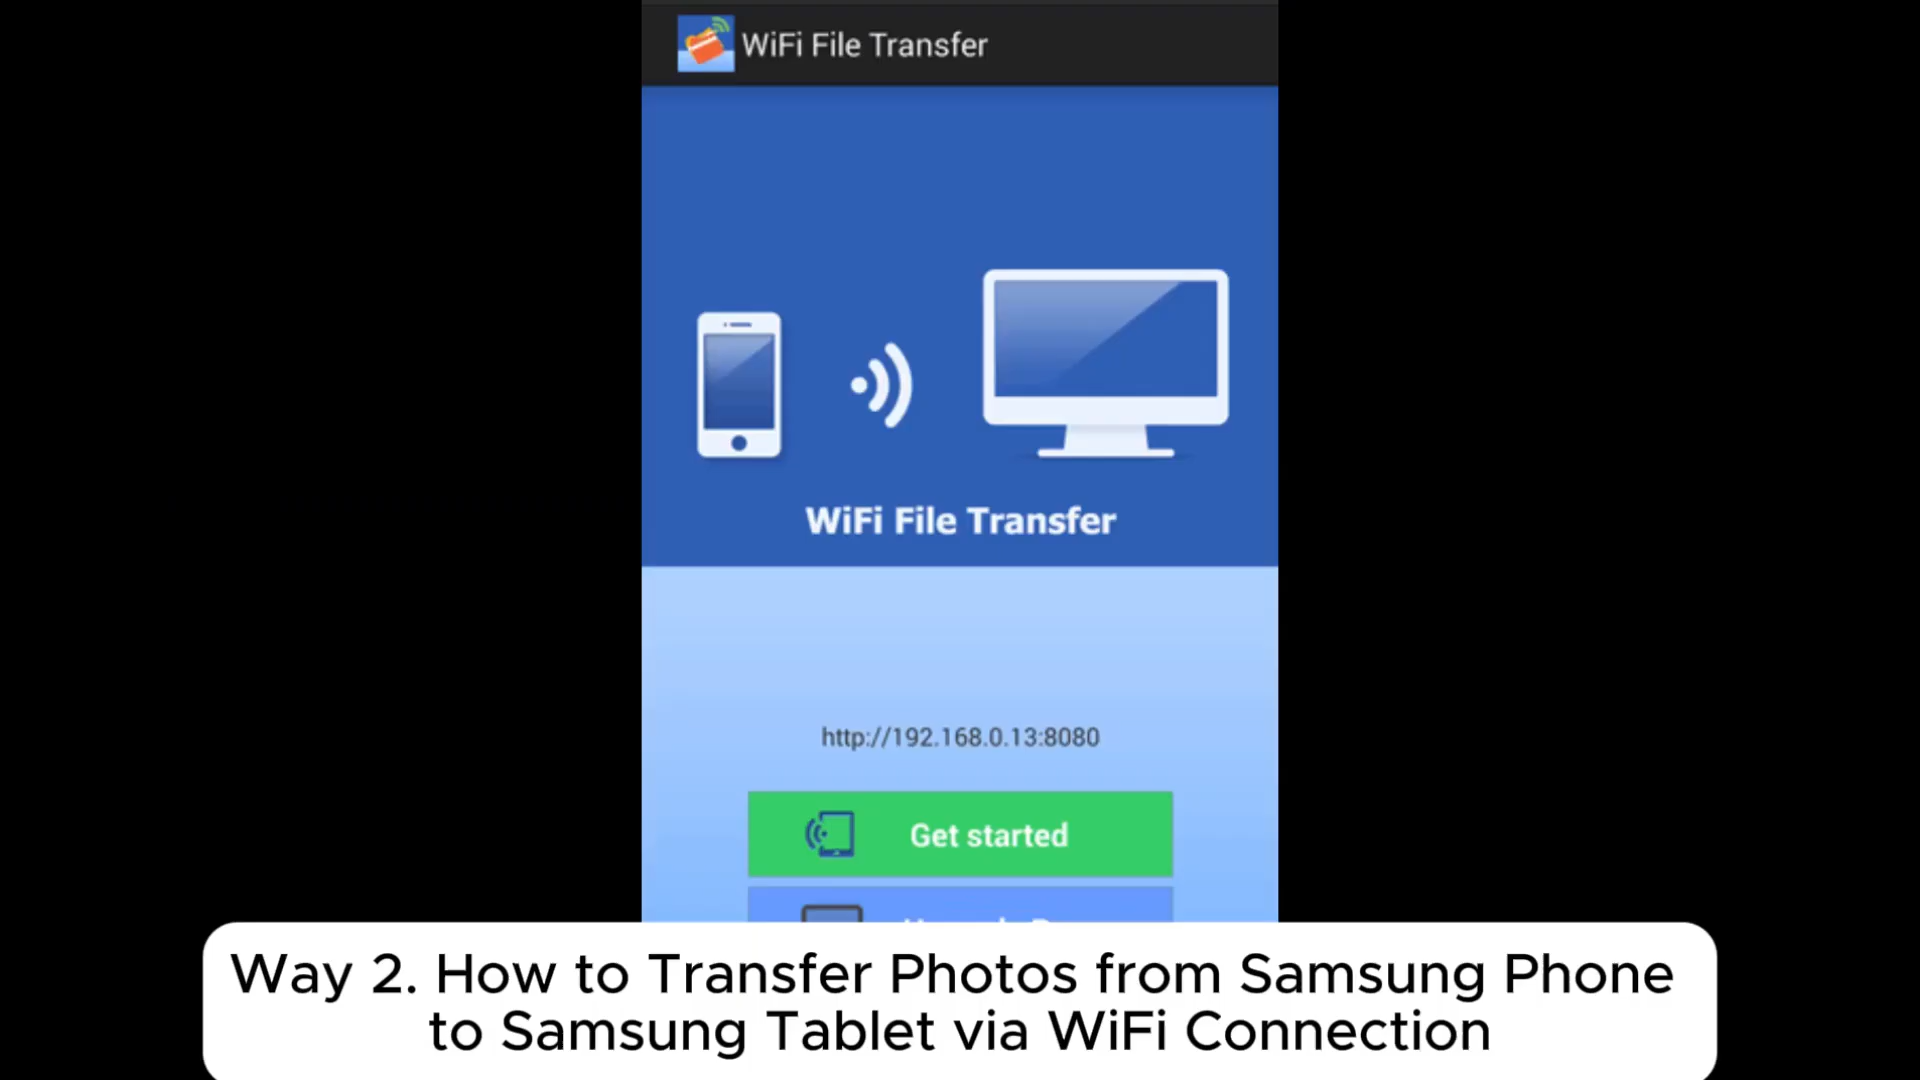 WiFi File Transfer
WiFi File Transfer
http://192.168.0.13:8080
Get started
Way 2. How to Transfer Photos from Samsung Phone
to Samsung Tablet via WiFi Connection